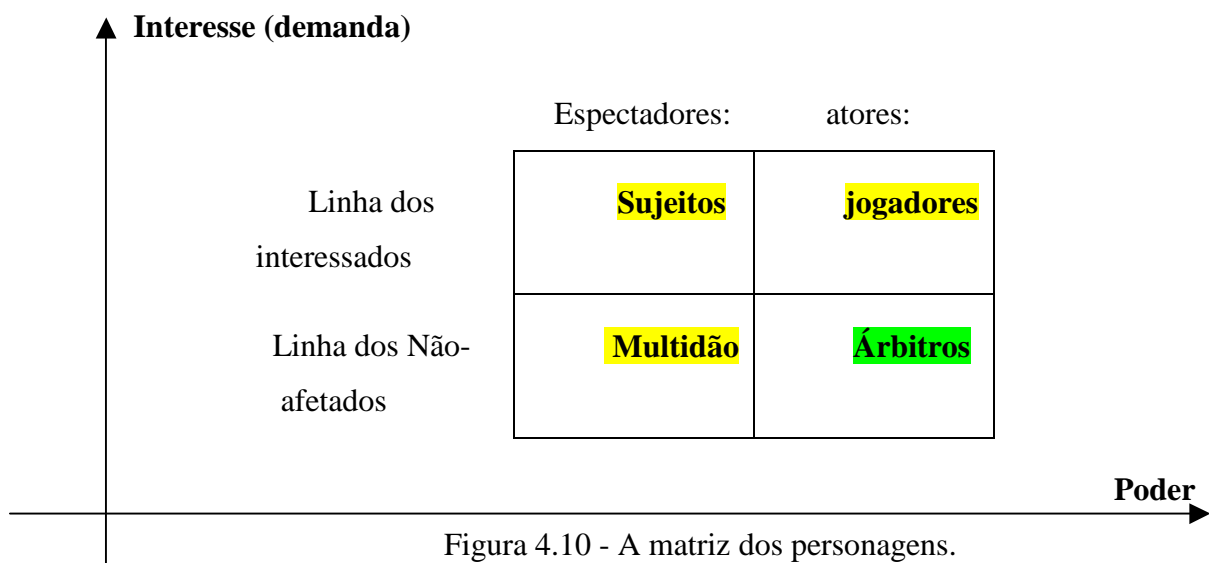 Interesse (demanda)
Espectadores: atores:
Linha dos
interessados
Sujeitos jogadores
Linha dos Não-
afetados
Multidão Árbitros
Poder
Figura 4.10 - A matriz dos personagens.